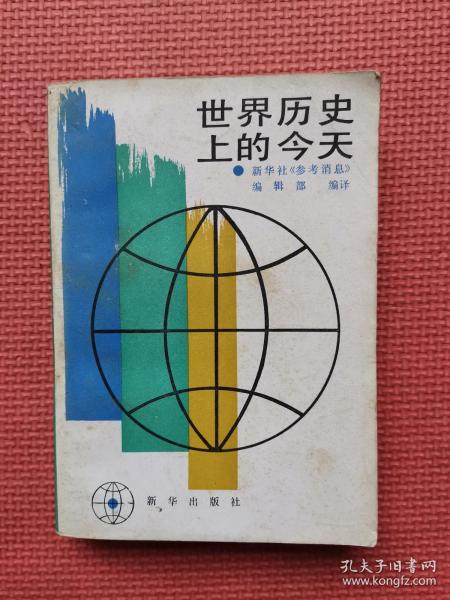 世界历史
上的今天
新华社《参考消息》
编辑部 编译
新华出版社
孔夫子旧书网
www.kongfz.com